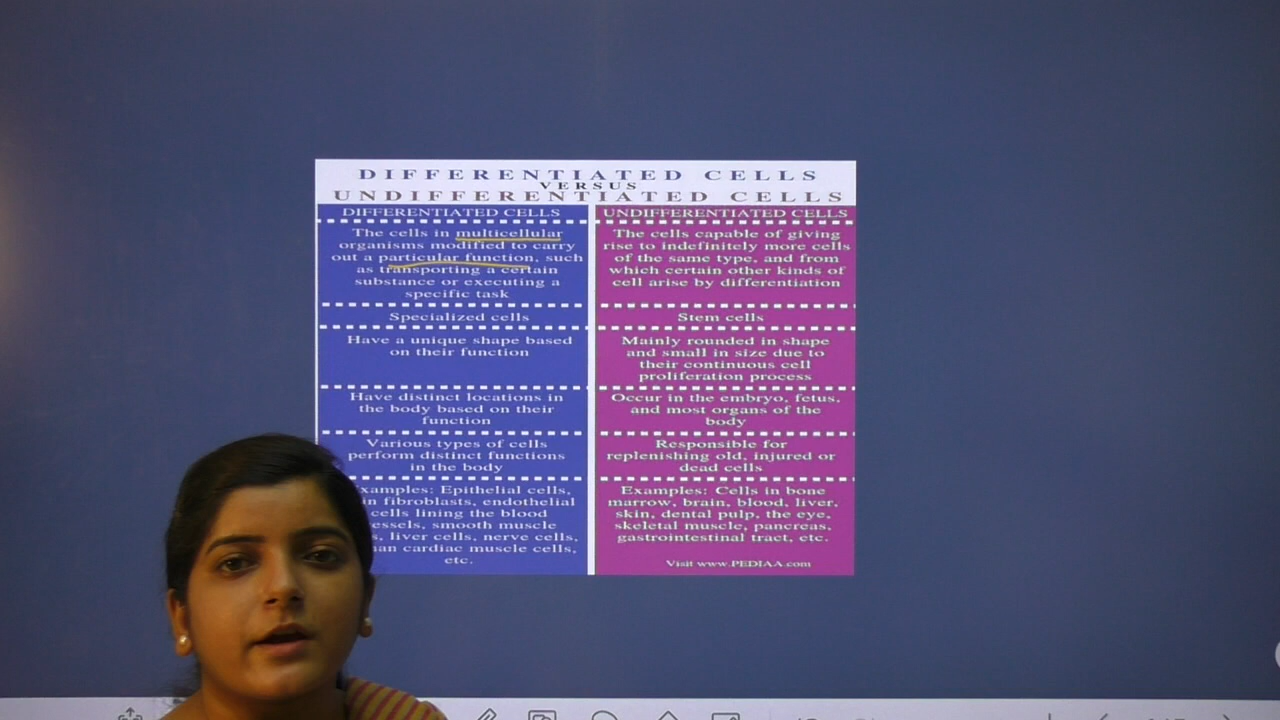 DIFFERENTIATED CELLS
VERSUS
UNDIFFERENTIATED CELLS
DIFFERENTIATED CELLS
The cells in multicellular
organisms modified to carry
out a particular function, such
as transporting a certain
substance or executing a
specific task
Specialized cells
Have a unique shape based
on their function
Have distinct locations in
the body based on their
function
Various types of cells
perform distinct functions
in the body
xamples: Epithelial cells,
in fibroblasts, endothelial
cells lining the blood
essels, smooth muscle
s, liver cells, nerve cells,
an cardiac muscle cells,
etc.
UNDIFFERENTIATED CELLS
The cells capable of giving
rise to indefinitely more cells
of the same type, and from
which certain other kinds of
cell arise by differentiation
Stem cells
Mainly rounded in shape
and small in size due to
their continuous cell
proliferation process
Occur in the embryo, fetus,
and most organs of the
body
Responsible for
replenishing old, injured or
dead cells
Examples: Cells in bone
marrow, brain, blood, liver,
skin, dental pulp, the eye,
skeletal muscle, pancreas,
gastrointestinal tract, etc.
Visit www.PEDIAA.com